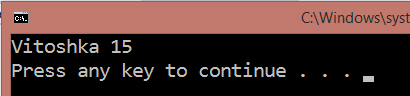 C:\Windows\syst
Vitoshka 15
Press any key to continue . . .